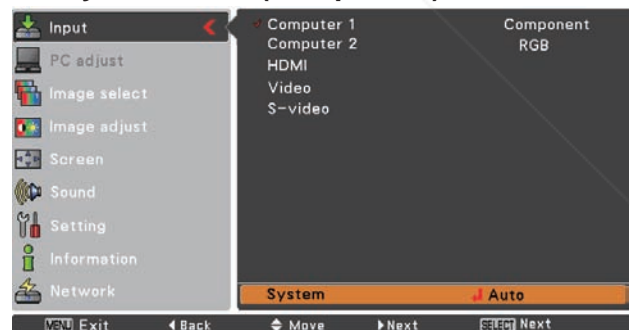 Input
PC adjust
Image select
Image adjust
Screen
Sound
Setting
Information
Network
Computer 1 Component
Computer 2 RGB
HDMI
Video
S-video
System Auto
MENU Exit Back Move Next SELECT Next